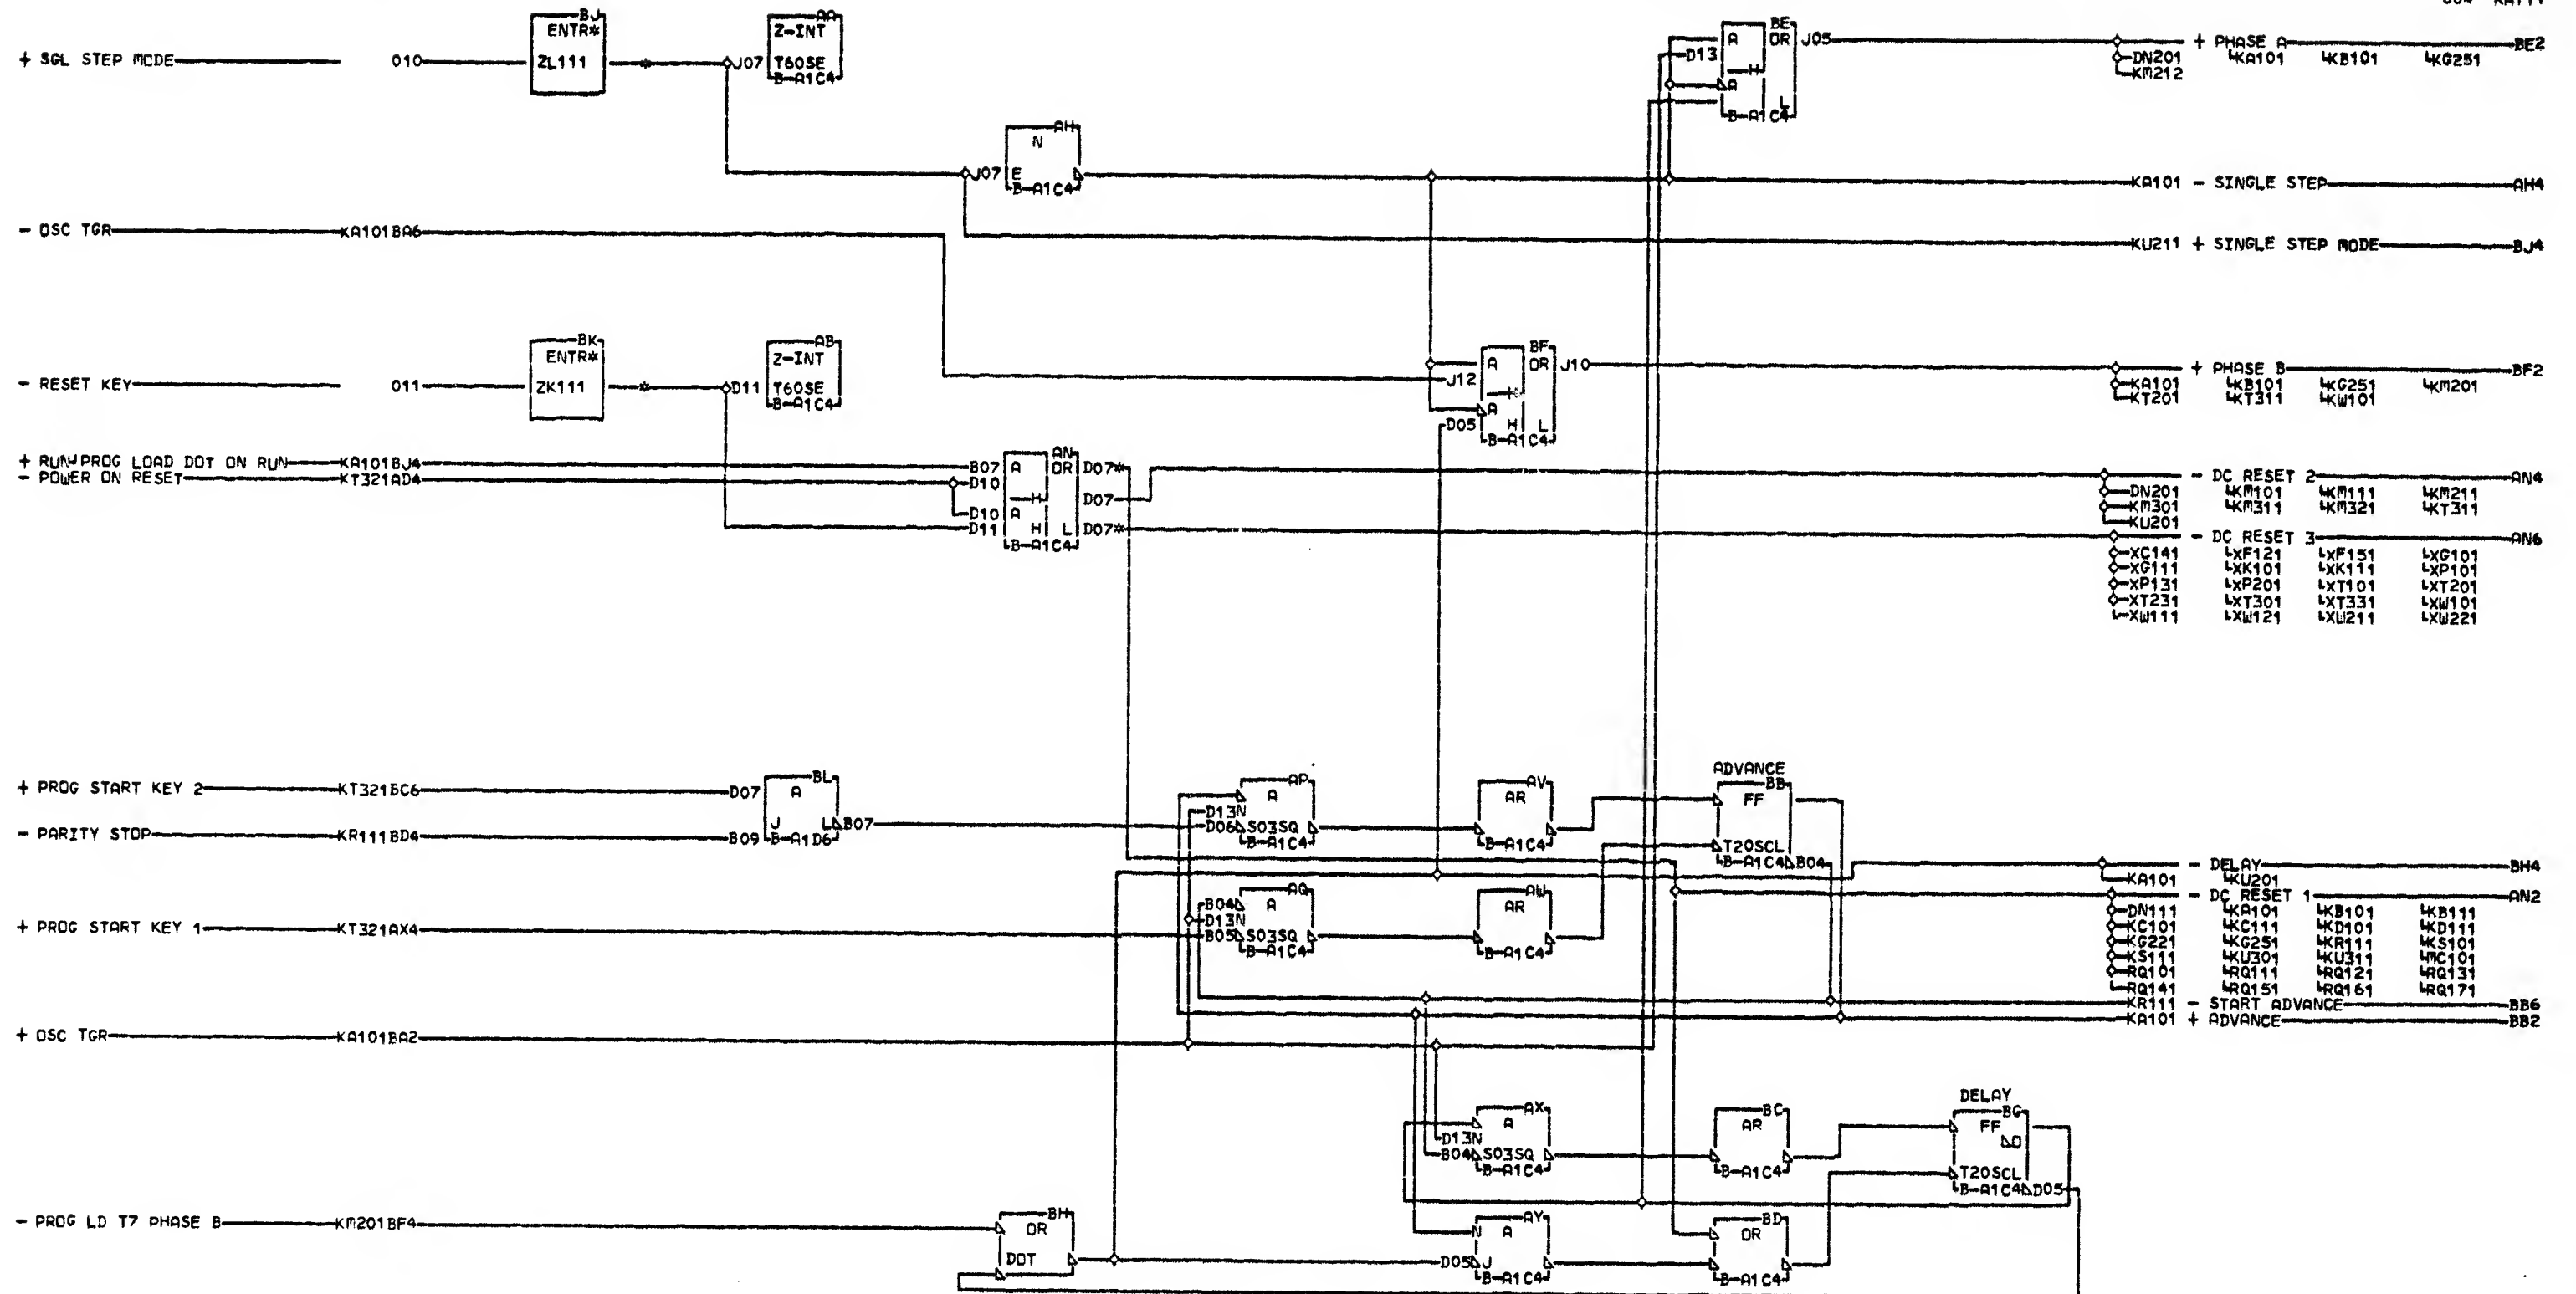 BJ
ENTR*
ZL111
AA
Z-INT
T60SE
B-A1C4
+ SGL STEP MODE
010
J07
BE
A
OR
J05
D13
H
A
L
B-A1C4
+ PHASE A
BE2
DN201
KA101
KB101
KG251
KM212
AH
N
J07
E
B-A1C4
KA101 - SINGLE STEP
AH4
- OSC TGR
KA101BA6
KU211 + SINGLE STEP MODE
BJ4
BK
ENTR*
ZK111
AB
Z-INT
T60SE
B-A1C4
- RESET KEY
011
D11
BF
A
OR
J10
J12
A
D05
H
L
B-A1C4
+ PHASE B
BF2
KA101
KB101
KG251
KM201
KT201
KT311
KW101
+ RUN
PROG LOAD DOT ON RUN
KA101BJ4
- POWER ON RESET
KT321AD4
AN
B07
A
OR
D07*
D10
H
D07
D10
A
D11
H
L
D07*
B-A1C4
- DC RESET 2
AN4
DN201
KM101
KM111
KM211
KM301
KM311
KM321
KT311
KU201
- DC RESET 3
AN6
XC141
XF121
XF151
XG101
XG111
XK101
XK111
XP101
XP131
XP201
XT101
XT201
XT231
XT301
XT331
XW101
XW111
XW121
XW211
XW221
+ PROG START KEY 2
KT321BC6
D07
BL
A
J
L
B07
- PARITY STOP
KR111BD4
B09
B-A1D6
AP
A
D13N
D06
S03SQ
B-A1C4
AV
AR
B-A1C4
ADVANCE
BB
FF
T20SCL
B-A1C4
B04
- DELAY
BH4
KA101
KU201
- DC RESET 1
AN2
DN111
KA101
KB101
KB111
KC101
KC111
KD101
KD111
KG221
KG251
KR111
KS101
KS111
KU301
KU311
MC101
RQ101
RQ111
RQ121
RQ131
RQ141
RQ151
RQ161
RQ171
KR111 - START ADVANCE
BB6
KA101 + ADVANCE
BB2
+ PROG START KEY 1
KT321AX4
AQ
B04
A
D13N
B05
S03SQ
B-A1C4
AW
AR
B-A1C4
+ OSC TGR
KA101BA2
AX
A
D13N
B04
S03SQ
B-A1C4
BC
AR
B-A1C4
DELAY
BG
FF
D
T20SCL
B-A1C4
D05
- PROG LD T7 PHASE B
KM201BF4
BH
OR
DOT
AY
N
A
D05
J
B-A1C4
BD
OR
B-A1C4